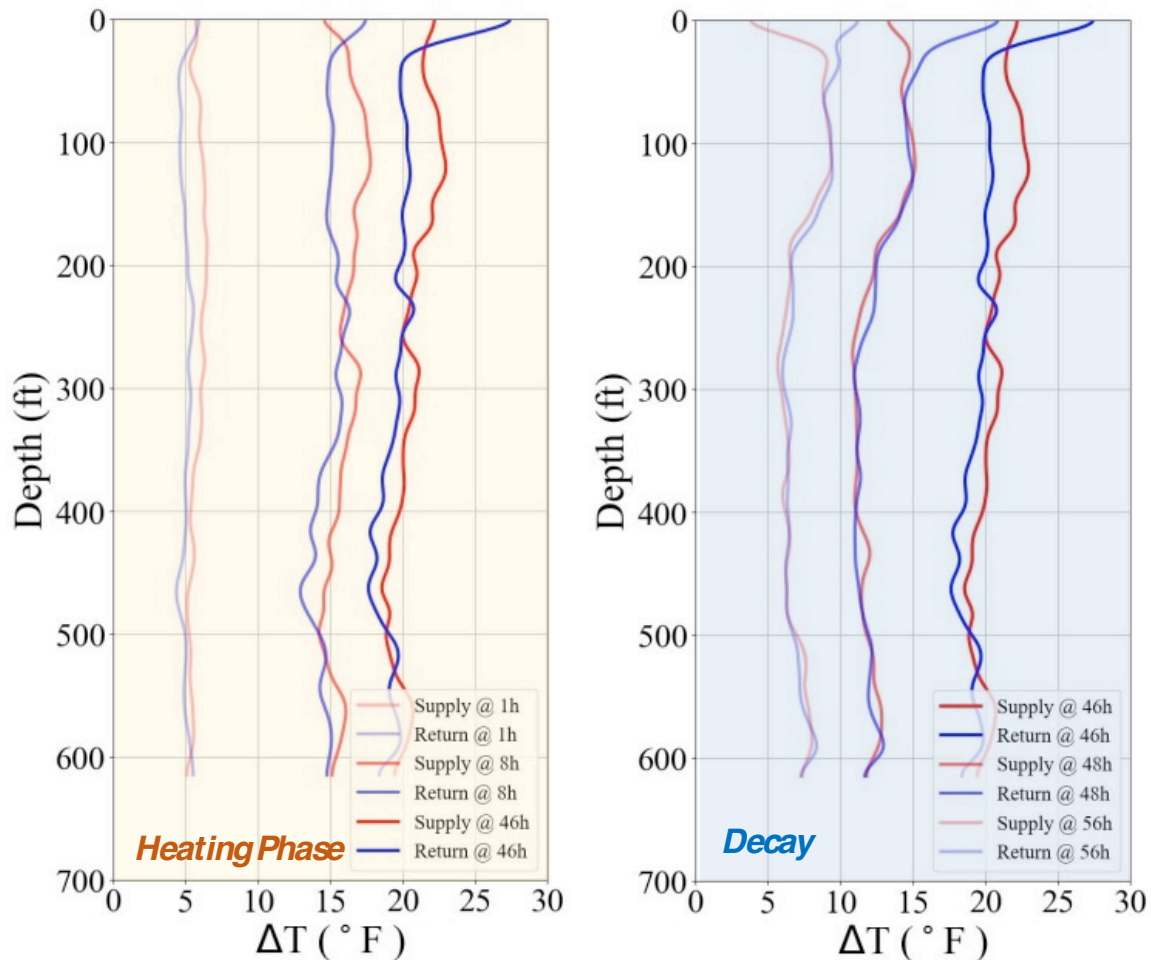 0
100
200
300
400
500
600
700
Depth (ft)
0 5 10 15 20 25 30
ΔT ( ° F )
Supply @ 1h
Return @ 1h
Supply @ 8h
Return @ 8h
Supply @ 46h
Return @ 46h
Heating Phase
0
100
200
300
400
500
600
700
Depth (ft)
0 5 10 15 20 25 30
ΔT ( ° F )
Supply @ 46h
Return @ 46h
Supply @ 48h
Return @ 48h
Supply @ 56h
Return @ 56h
Decay